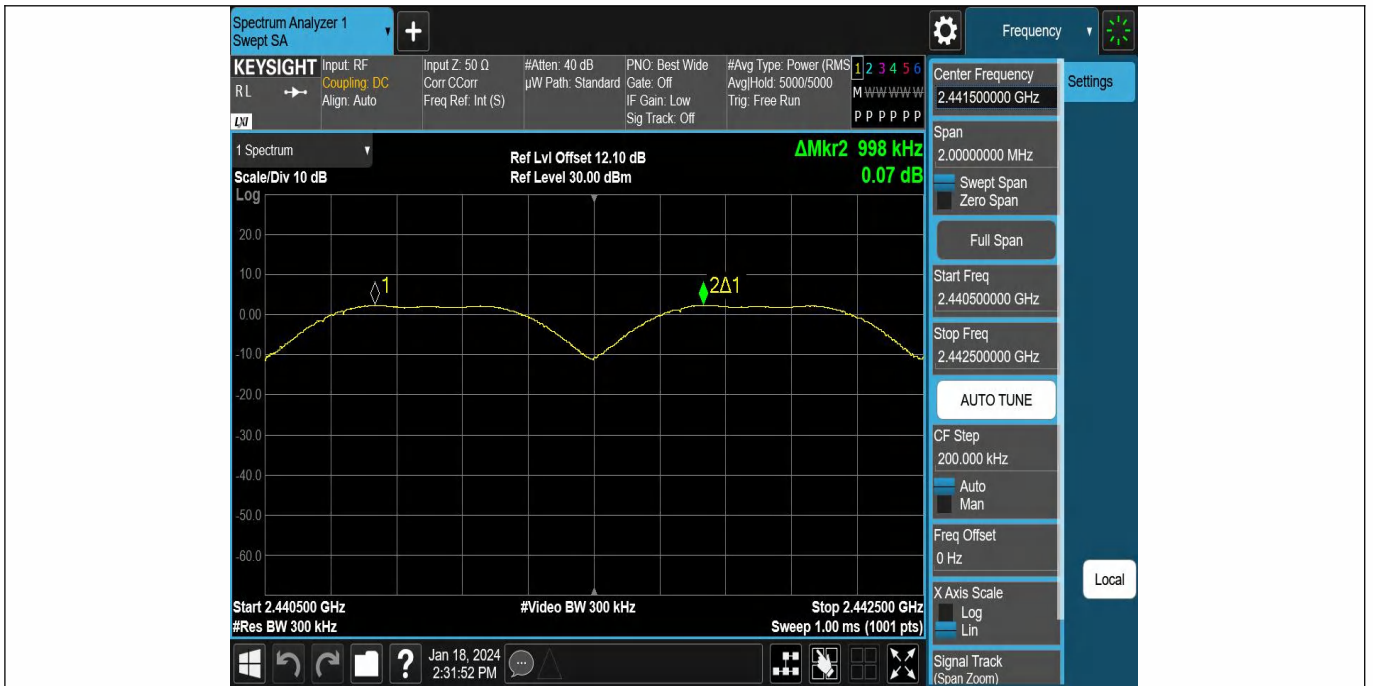 Spectrum Analyzer 1
Swept SA
+
Frequency
KEYSIGHT
RL
LXI
Input: RF
Coupling: DC
Align: Auto
Input Z: 50 Ω
Corr CCorr
Freq Ref: Int (S)
#Atten: 40 dB
µW Path: Standard
PNO: Best Wide
Gate: Off
IF Gain: Low
Sig Track: Off
#Avg Type: Power (RMS
Avg|Hold: 5000/5000
Trig: Free Run
1 2 3 4 5 6
M W W W W W
P P P P P P
1 Spectrum
Scale/Div 10 dB
Ref Lvl Offset 12.10 dB
Ref Level 30.00 dBm
ΔMkr2 998 kHz
0.07 dB
Log
20.0
10.0
0.00
-10.0
-20.0
-30.0
-40.0
-50.0
-60.0
1
2Δ1
Start 2.440500 GHz
#Res BW 300 kHz
#Video BW 300 kHz
Stop 2.442500 GHz
Sweep 1.00 ms (1001 pts)
Center Frequency
2.441500000 GHz
Settings
Span
2.00000000 MHz
Swept Span
Zero Span
Full Span
Start Freq
2.440500000 GHz
Stop Freq
2.442500000 GHz
AUTO TUNE
CF Step
200.000 kHz
Auto
Man
Freq Offset
0 Hz
X Axis Scale
Log
Lin
Local
Signal Track
(Span Zoom)
?
Jan 18, 2024
2:31:52 PM